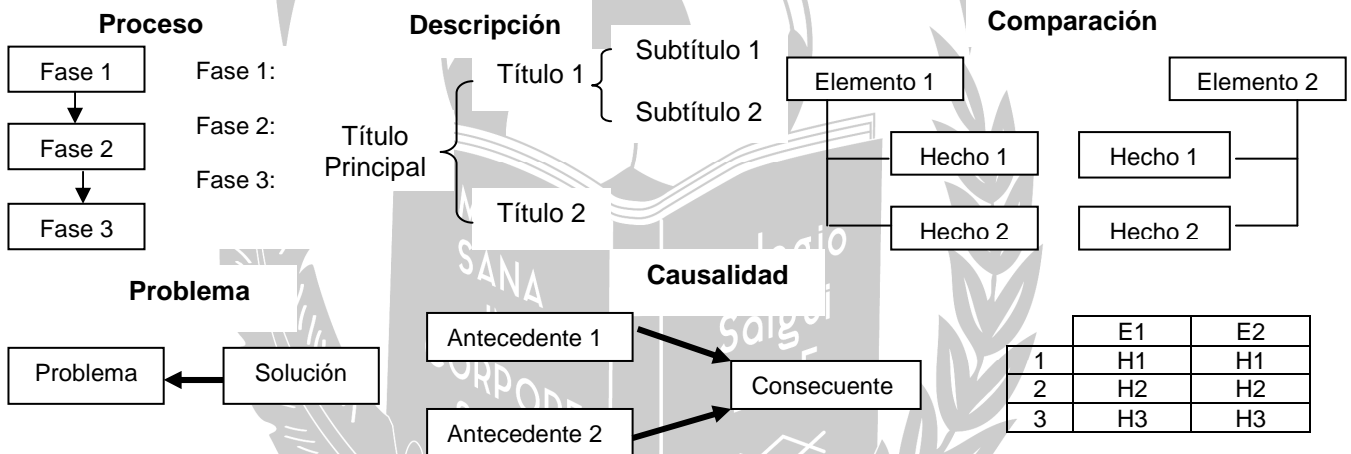 Proceso
Fase 1
Fase 2
Fase 3
Fase 1:
Fase 2:
Fase 3:
Descripción
Título
Principal
Título 1
Subtítulo 1
Subtítulo 2
Título 2
Comparación
Elemento 1
Hecho 1
Hecho 2
Elemento 2
Hecho 1
Hecho 2
Problema
Problema
Solución
Causalidad
Antecedente 1
Antecedente 2
Consecuente
E1 E2
1 H1 H1
2 H2 H2
3 H3 H3
SANA